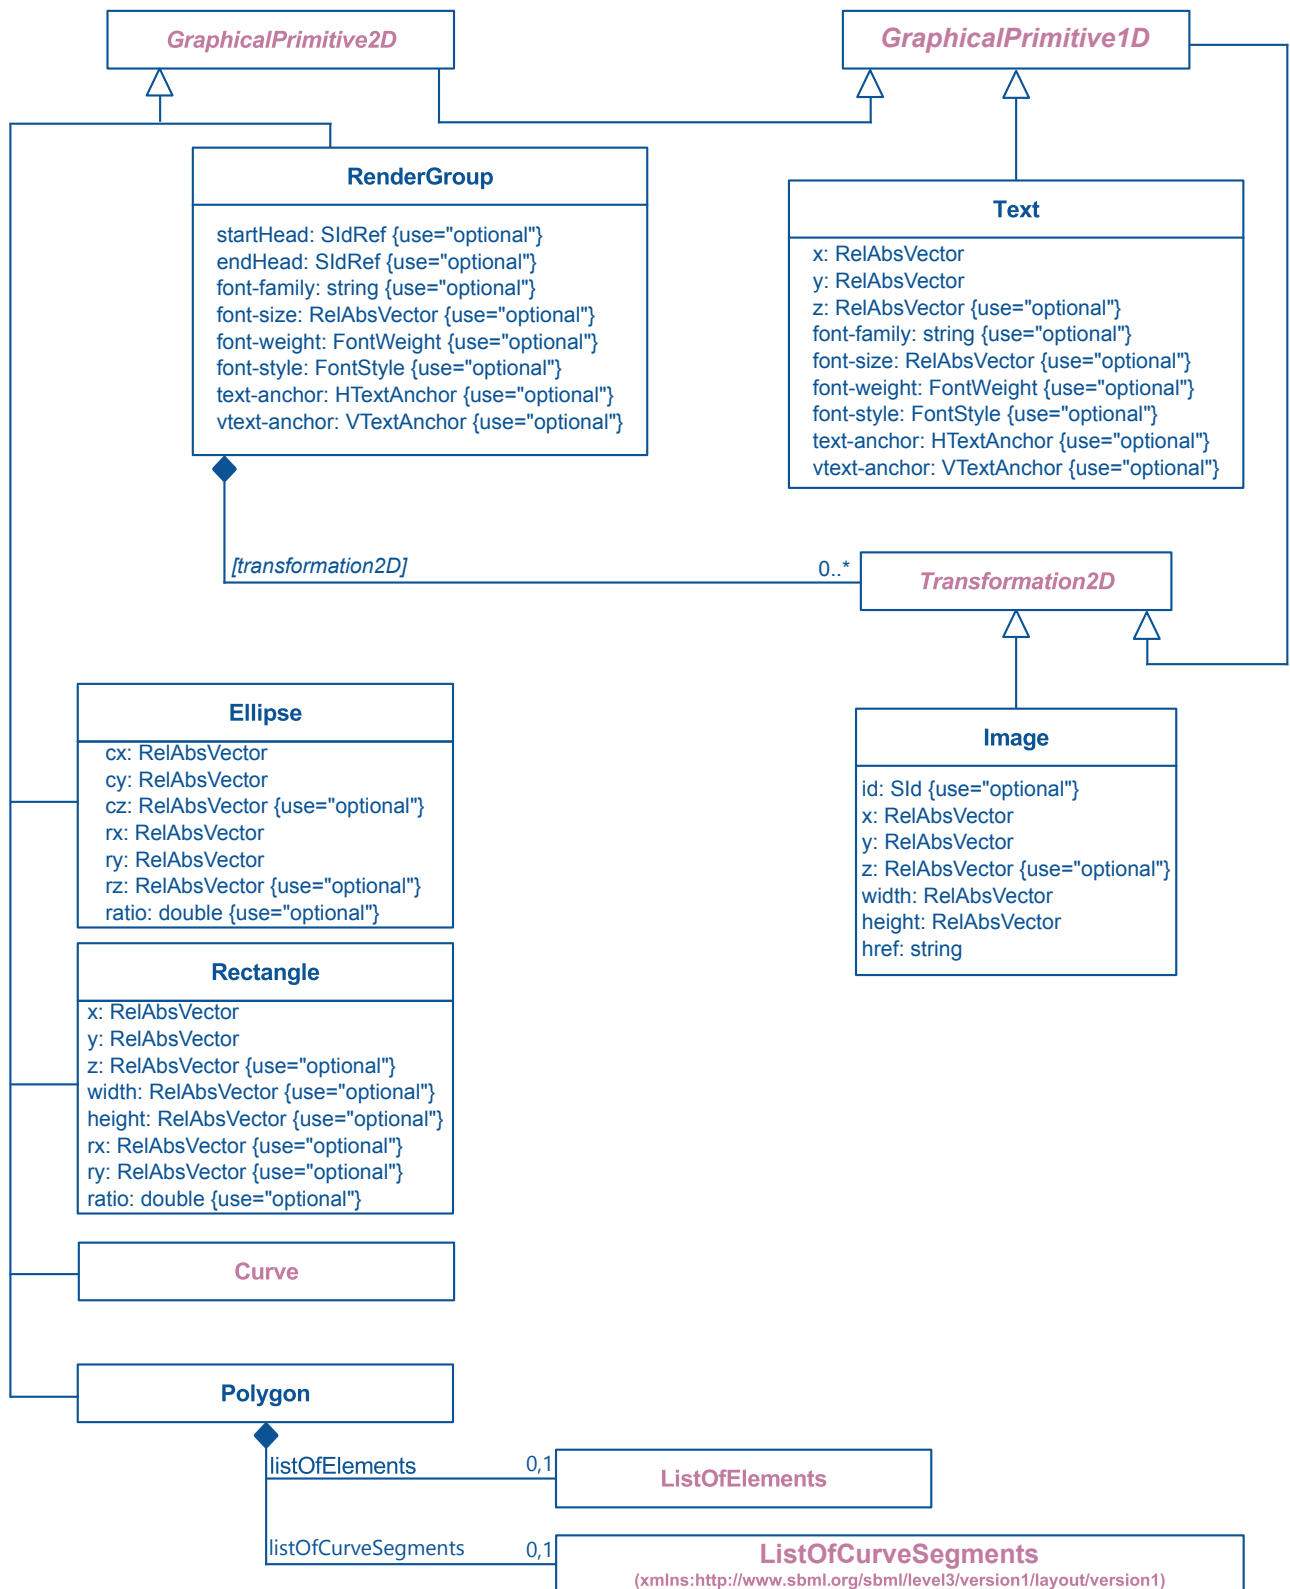 GraphicalPrimitive2D
GraphicalPrimitive1D
RenderGroup
startHead: SIdRef {use="optional"}
endHead: SIdRef {use="optional"}
font-family: string {use="optional"}
font-size: RelAbsVector {use="optional"}
font-weight: FontWeight {use="optional"}
font-style: FontStyle {use="optional"}
text-anchor: HTextAnchor {use="optional"}
vtext-anchor: VTextAnchor {use="optional"}
Text
x: RelAbsVector
y: RelAbsVector
z: RelAbsVector {use="optional"}
font-family: string {use="optional"}
font-size: RelAbsVector {use="optional"}
font-weight: FontWeight {use="optional"}
font-style: FontStyle {use="optional"}
text-anchor: HTextAnchor {use="optional"}
vtext-anchor: VTextAnchor {use="optional"}
[transformation2D]
0..*
Transformation2D
Ellipse
cx: RelAbsVector
cy: RelAbsVector
cz: RelAbsVector {use="optional"}
rx: RelAbsVector
ry: RelAbsVector
rz: RelAbsVector {use="optional"}
ratio: double {use="optional"}
Image
id: SId {use="optional"}
x: RelAbsVector
y: RelAbsVector
z: RelAbsVector {use="optional"}
width: RelAbsVector
height: RelAbsVector
href: string
Rectangle
x: RelAbsVector
y: RelAbsVector
z: RelAbsVector {use="optional"}
width: RelAbsVector {use="optional"}
height: RelAbsVector {use="optional"}
rx: RelAbsVector {use="optional"}
ry: RelAbsVector {use="optional"}
ratio: double {use="optional"}
Curve
Polygon
listOfElements
0,1
ListOfElements
listOfCurveSegments
0,1
ListOfCurveSegments
(xmlns:http://www.sbml.org/sbml/level3/version1/layout/version1)